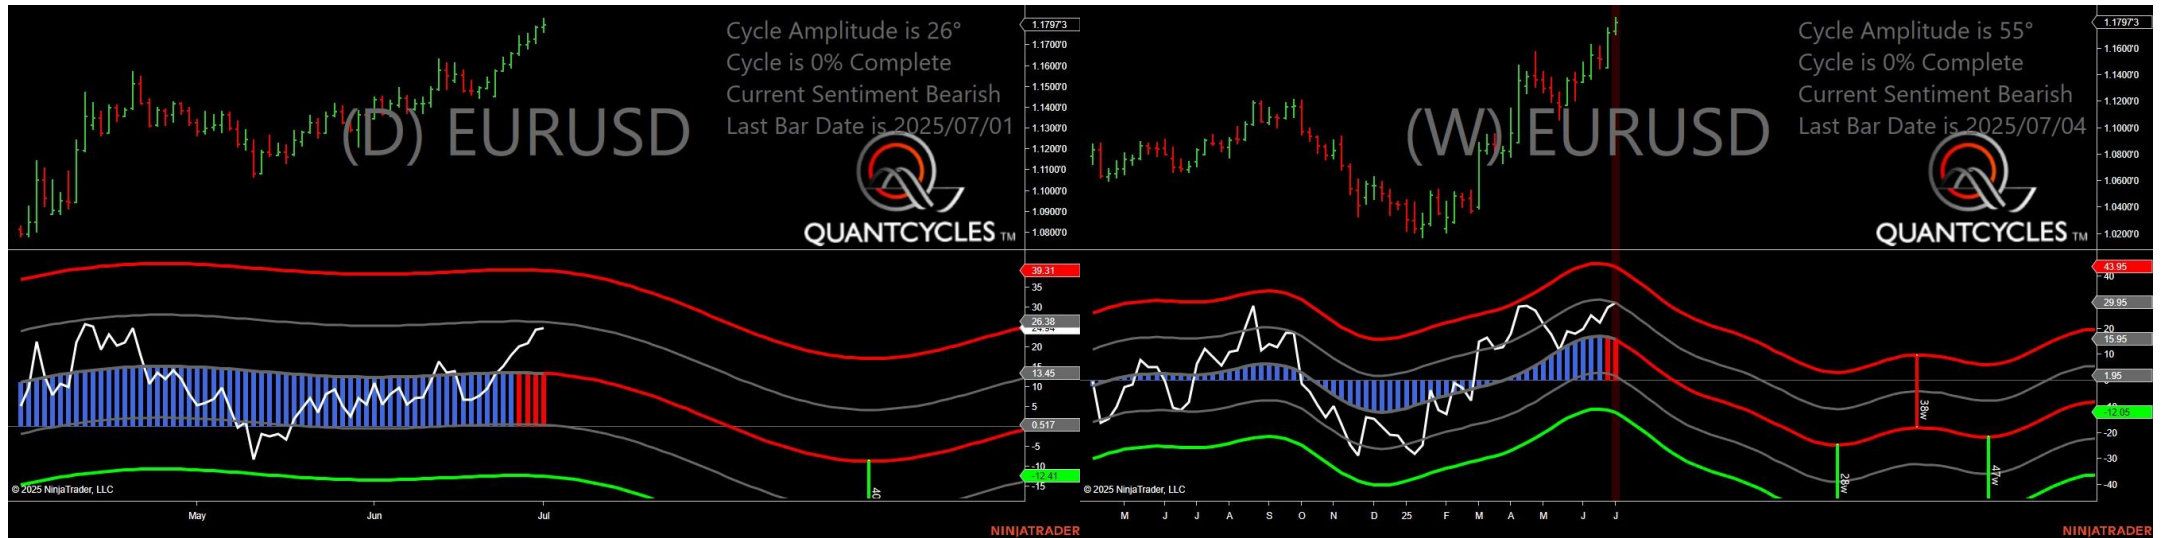 Cycle Amplitude is 26°
Cycle is 0% Complete
Current Sentiment Bearish
Last Bar Date is 2025/07/01
(D) EURUSD
QUANTCYCLES TM
1.1797'3
1.1700'0
1.1600'0
1.1500'0
1.1400'0
1.1300'0
1.1200'0
1.1100'0
1.1000'0
1.0900'0
1.0800'0
39.31
35
30
26.38
24.94
20
15
13.45
10
5
0.517
-5
-10
-12.41
-15
40
© 2025 NinjaTrader, LLC
May
Jun
Jul
NINJATRADER
Cycle Amplitude is 55°
Cycle is 0% Complete
Current Sentiment Bearish
Last Bar Date is 2025/07/04
(W) EURUSD
QUANTCYCLES TM
1.1797'3
1.1600'0
1.1400'0
1.1200'0
1.1000'0
1.0800'0
1.0600'0
1.0400'0
1.0200'0
43.95
40
29.95
20
15.95
10
1.95
-12.05
-20
-30
-40
38w
28w
47w
© 2025 NinjaTrader, LLC
M J J A S O N D 25 F M A M J J
NINJATRADER